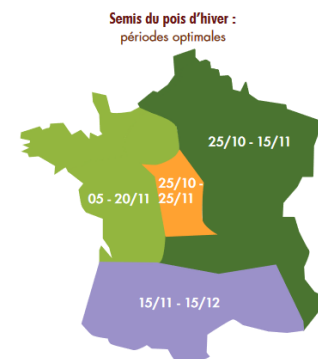 Semis du pois d'hiver :
périodes optimales
25/10 - 15/11
25/10 -
25/11
05 - 20/11
15/11 - 15/12